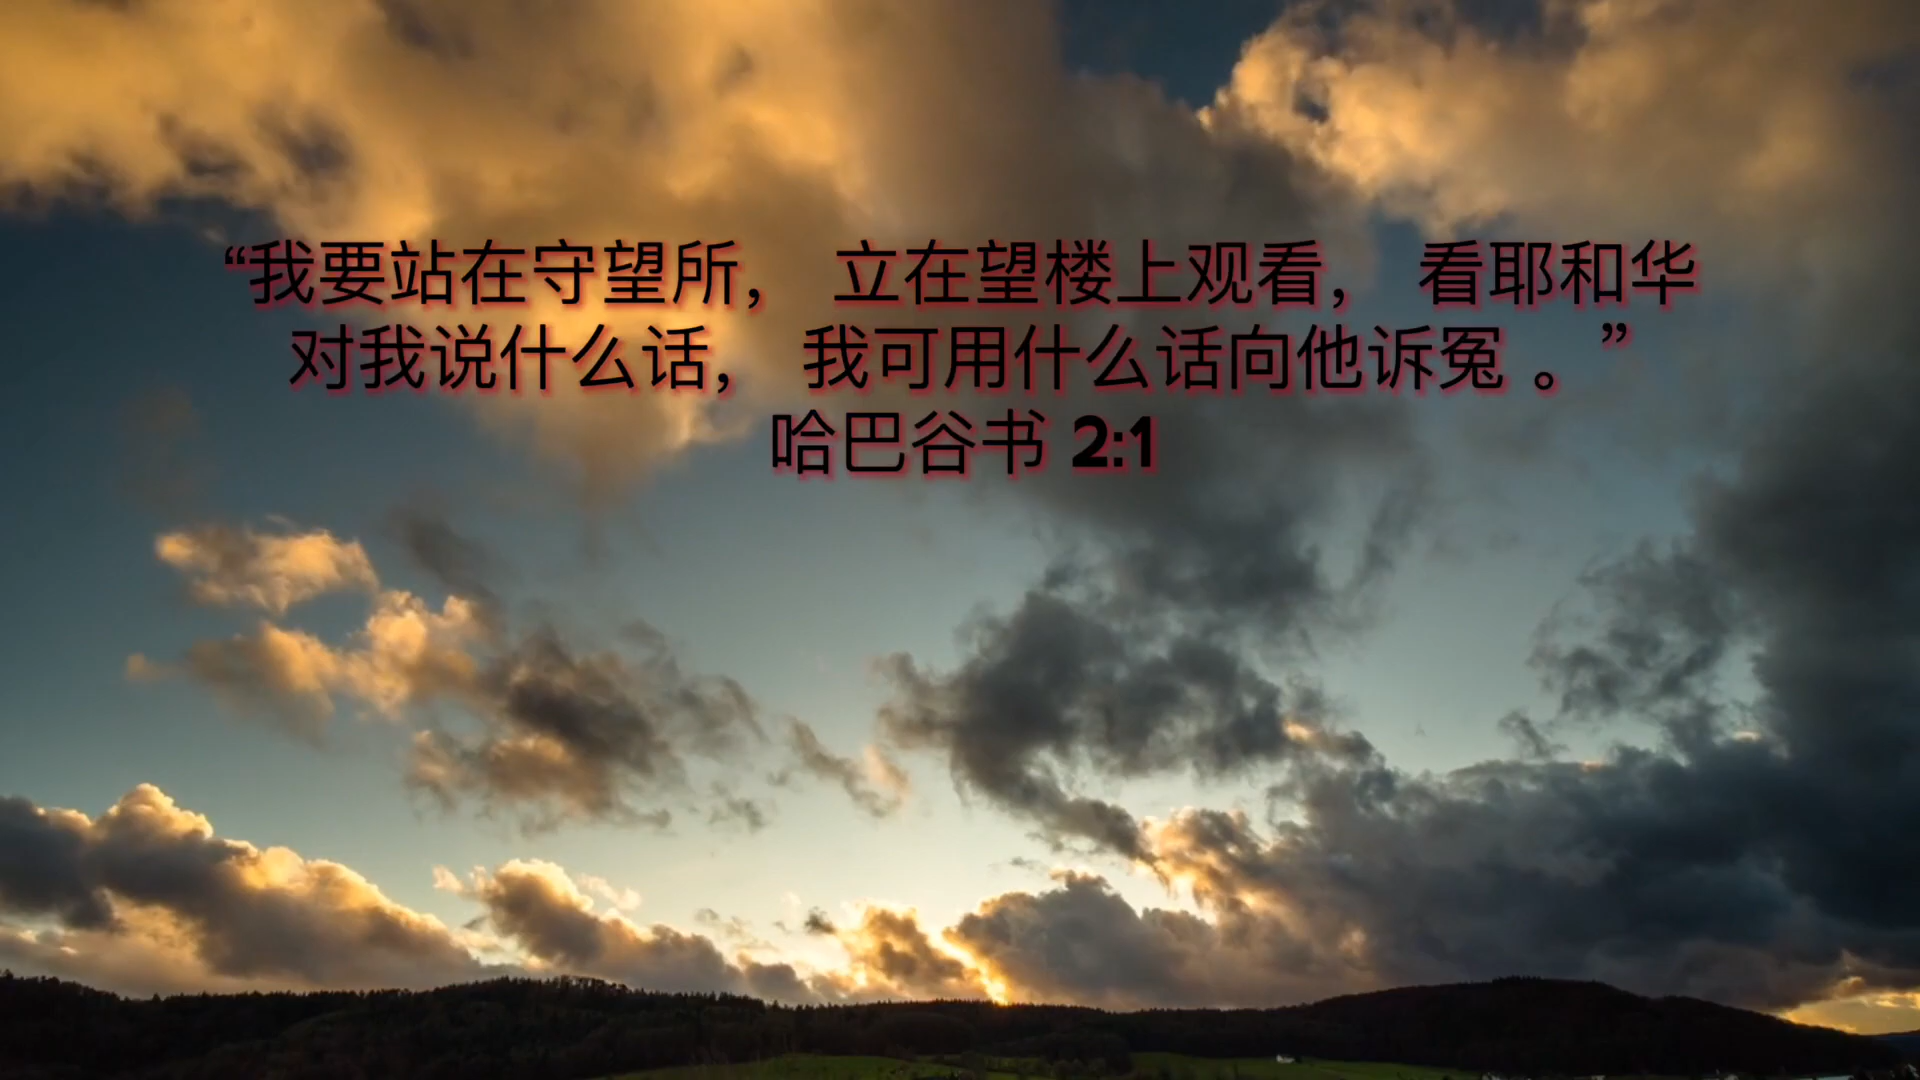 “我要站在守望所， 立在望楼上观看， 看耶和华
对我说什么话， 我可用什么话向他诉冤 。”
哈巴谷书 2:1